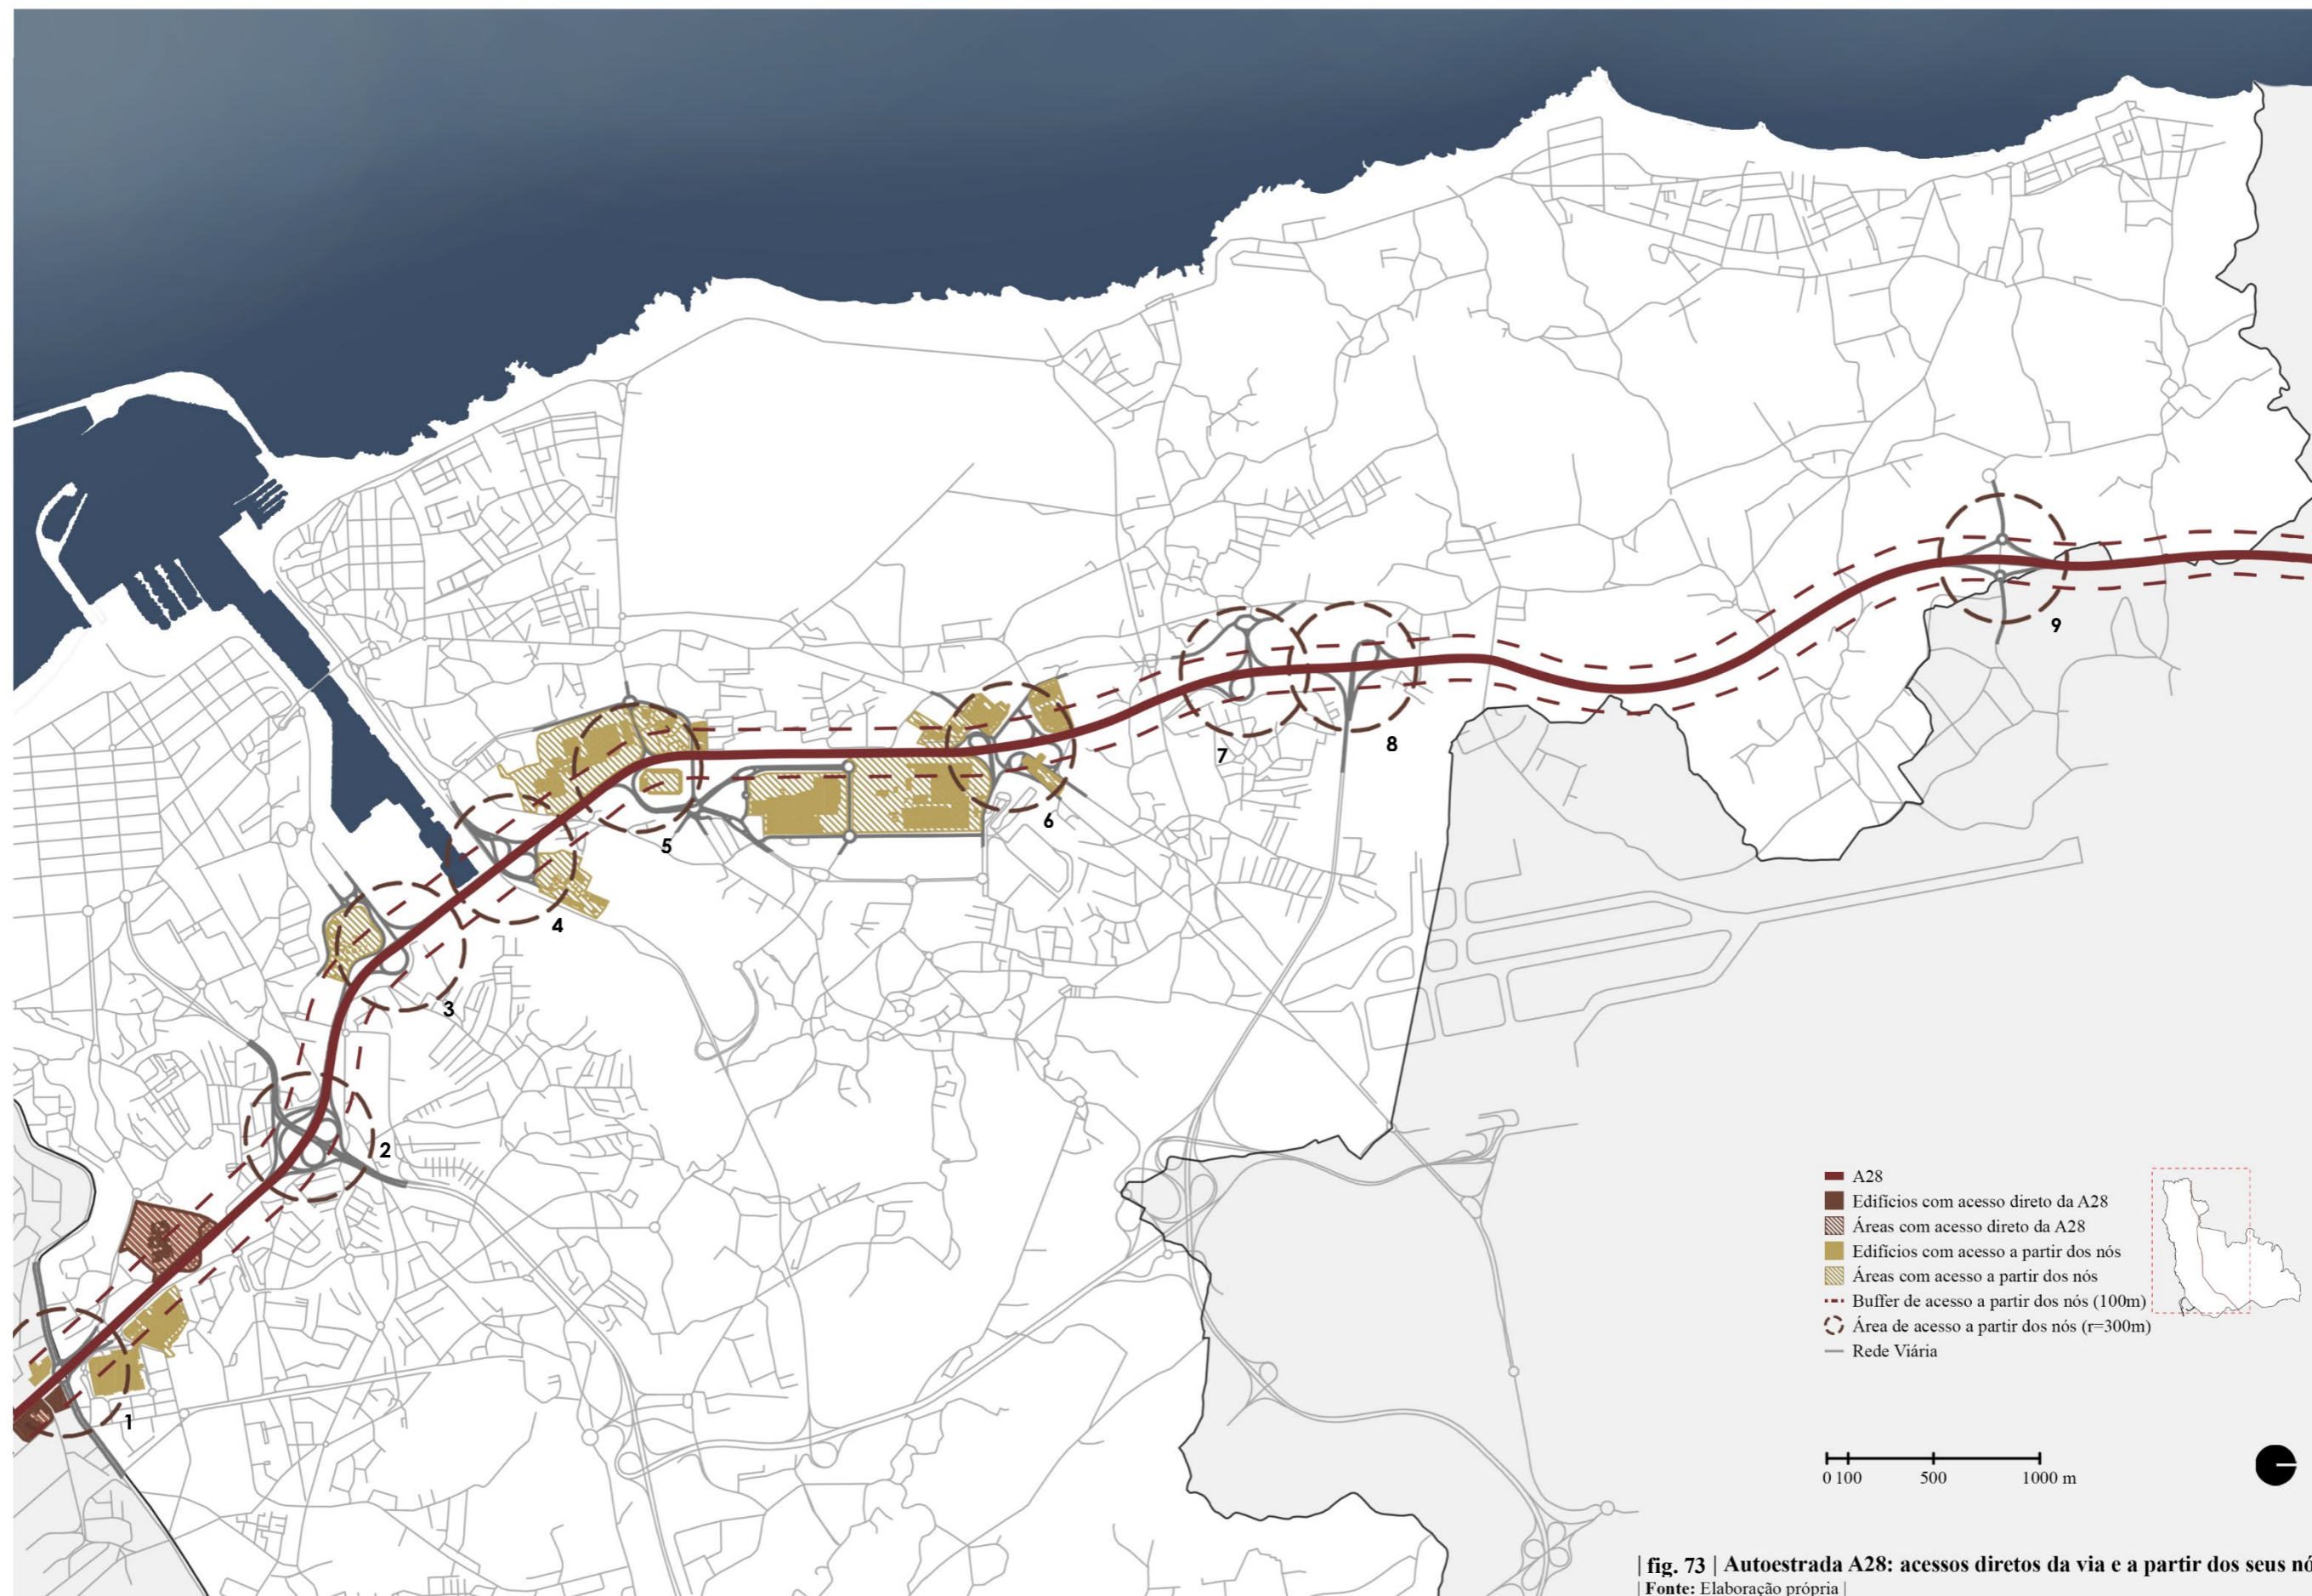 7
8
9
6
5
4
3
2
1
A28
Edifícios com acesso direto da A28
Áreas com acesso direto da A28
Edifícios com acesso a partir dos nós
Áreas com acesso a partir dos nós
Buffer de acesso a partir dos nós (100m)
Área de acesso a partir dos nós (r=300m)
Rede Viária
0 100 500 1000 m
| fig. 73 | Autoestrada A28: acessos diretos da via e a partir dos seus nó
| Fonte: Elaboração própria |